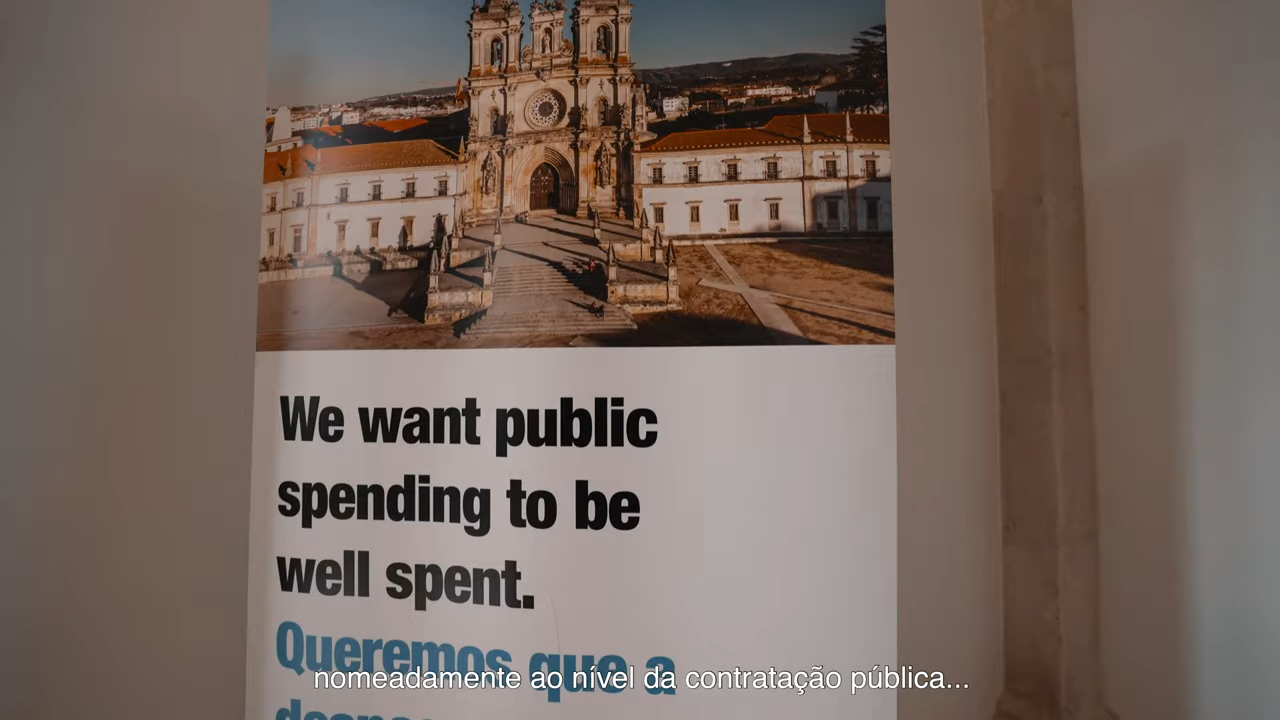 We want public
spending to be
well spent.
Queremos que a
nomeadamente ao nível da contratação pública...